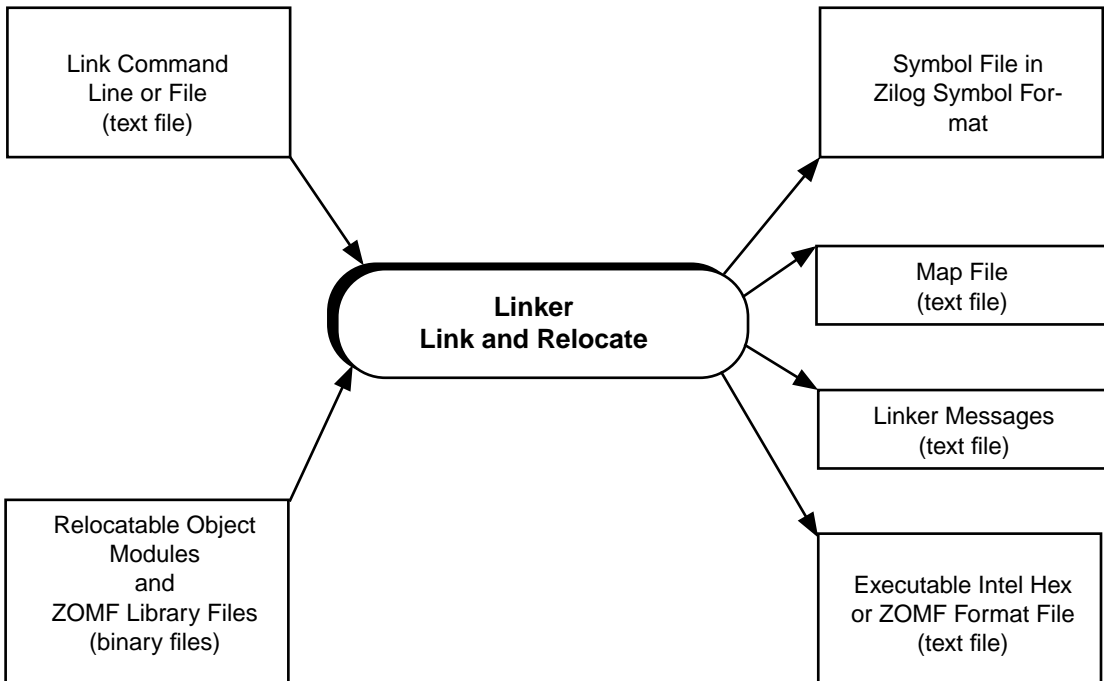 Link Command
Line or File
(text file)
Symbol File in
Zilog Symbol For-
mat
Map File
(text file)
Linker
Link and Relocate
Linker Messages
(text file)
Relocatable Object
Modules
and
ZOMF Library Files
(binary files)
Executable Intel Hex
or ZOMF Format File
(text file)